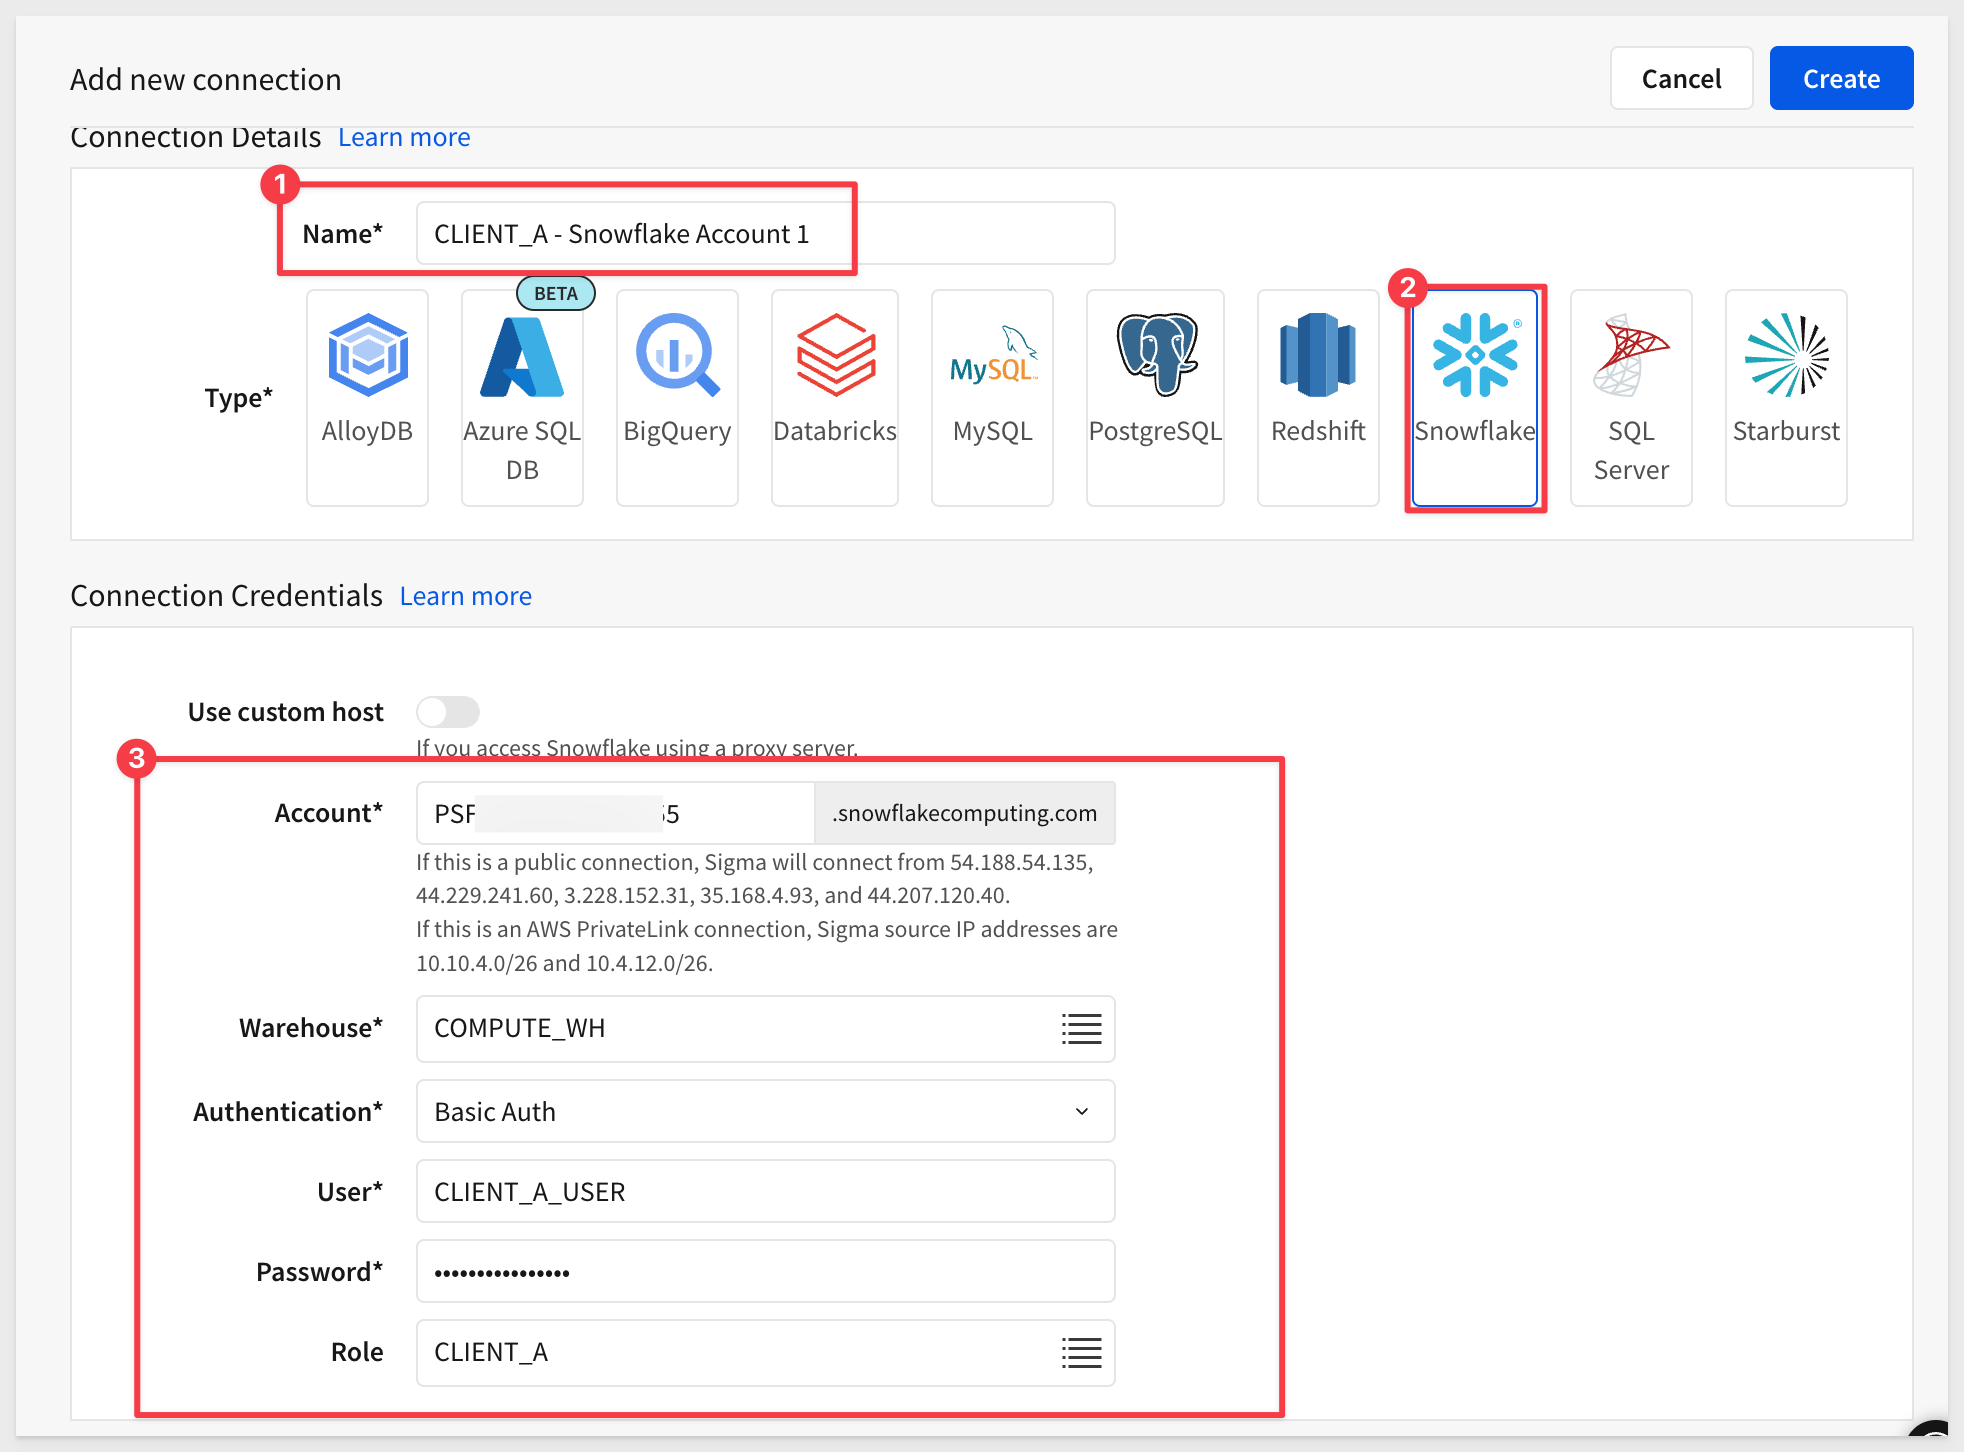 Add new connection
Cancel
Create
Connection Details Learn more
1
Name* CLIENT_A - Snowflake Account 1
BETA
2
Type*
AlloyDB
Azure SQL
DB
BigQuery
Databricks
MySQL
MySQL
PostgreSQL
Redshift
Snowflake
SQL
Server
Starburst
Connection Credentials Learn more
Use custom host
If you access Snowflake using a proxy server.
3
Account* PSF 55 .snowflakecomputing.com
If this is a public connection, Sigma will connect from 54.188.54.135,
44.229.241.60, 3.228.152.31, 35.168.4.93, and 44.207.120.40.
If this is an AWS PrivateLink connection, Sigma source IP addresses are
10.10.4.0/26 and 10.4.12.0/26.
Warehouse* COMPUTE_WH
Authentication* Basic Auth
User* CLIENT_A_USER
Password* ••••••••••••••••
Role CLIENT_A